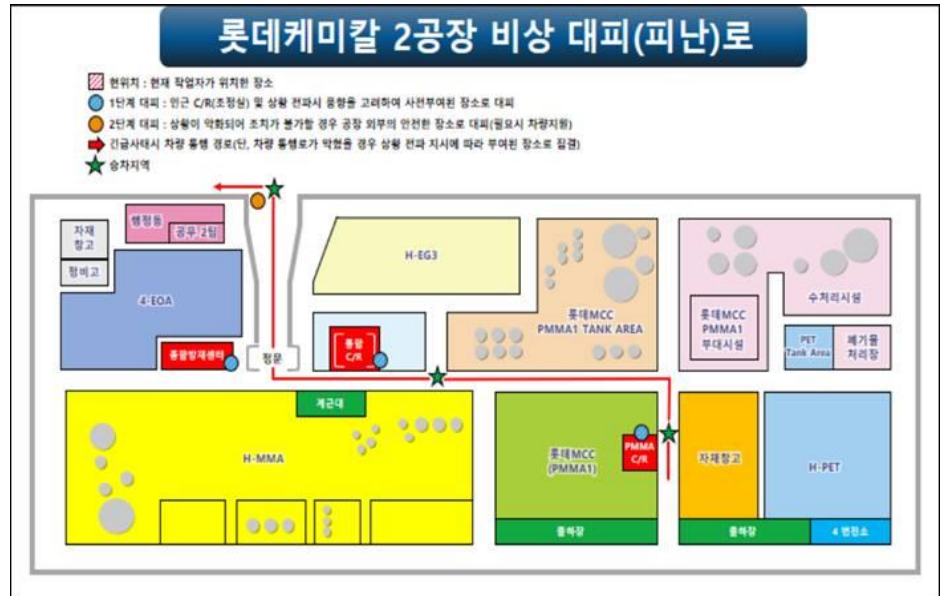 롯데케미칼 2공장 비상 대피(피난)로
현위치 : 현재 작업자가 위치한 장소
1단계 대피 : 인근 C/R(조정실) 및 상황 전파시 풍향을 고려하여 사전부여된 장소로 대피
2단계 대피 : 상황이 악화되어 조치가 불가할 경우 공장 외부의 안전한 장소로 대피(필요시 차량지원)
긴급사태시 차량 통행 경로(단, 차량 통행로가 막혔을 경우 상황 전파 지시에 따라 부여된 장소로 집결)
승차지역
자재
창고
정비고
행정동
공무 2팀
4-EOA
통합방재센터
정문
H-EG3
통합
C/R
롯데MCC
PMMA1 TANK AREA
수처리시설
롯데MCC
PMMA1
부대시설
PET
Tank Area
폐기물
처리장
계근대
H-MMA
롯데MCC
(PMMA1)
PMMA
C/R
출하장
자재창고
H-PET
출하장
4 변전소